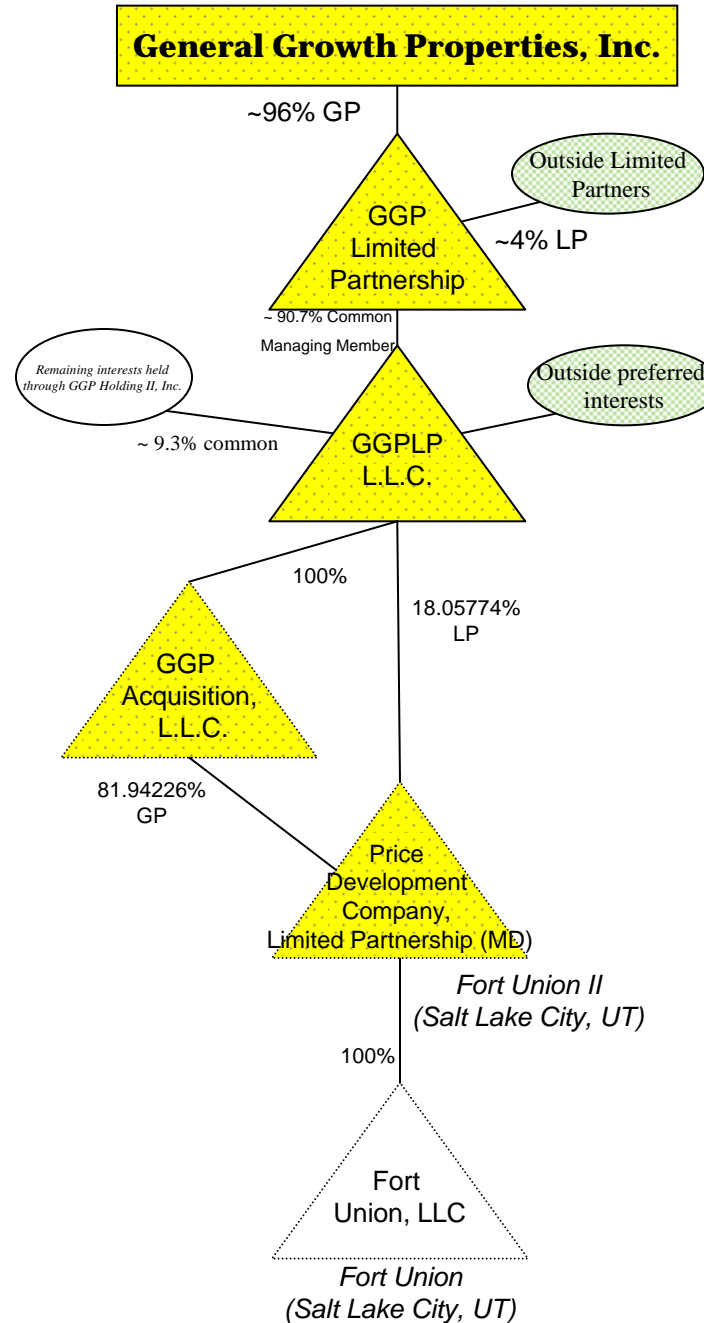 General Growth Properties, Inc.
~96% GP
Outside Limited
Partners
GGP
Limited
Partnership
~4% LP
~ 90.7% Common
Managing Member
Remaining interests held
through GGP Holding II, Inc.
Outside preferred
interests
~ 9.3% common
GGPLP
L.L.C.
100%
18.05774%
LP
GGP
Acquisition,
L.L.C.
81.94226%
GP
Price
Development
Company,
Limited Partnership (MD)
Fort Union II
(Salt Lake City, UT)
100%
Fort
Union, LLC
Fort Union
(Salt Lake City, UT)